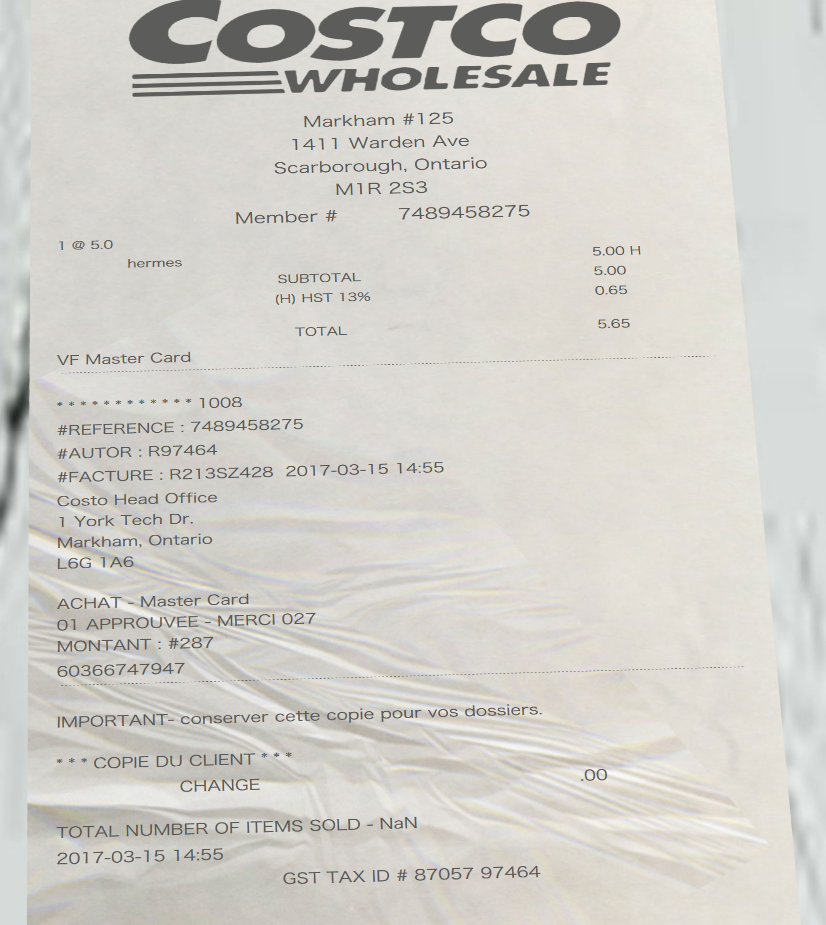 COSTCO
WHOLESALE
Markham #125
1411 Warden Ave
Scarborough, Ontario
M1R 2S3
Member # 7489458275
1 @ 5.0
hermes 5.00 H
SUBTOTAL 5.00
(H) HST 13% 0.65
TOTAL 5.65
VF Master Card
* * * * * * * * * * * * 1008
#REFERENCE : 7489458275
#AUTOR : R97464
#FACTURE : R213SZ428 2017-03-15 14:55
Costo Head Office
1 York Tech Dr.
Markham, Ontario
L6G 1A6
ACHAT - Master Card
01 APPROUVEE - MERCI 027
MONTANT : #287
60366747947
IMPORTANT- conserver cette copie pour vos dossiers.
* * * COPIE DU CLIENT * * *
CHANGE .00
TOTAL NUMBER OF ITEMS SOLD - NaN
2017-03-15 14:55
GST TAX ID # 87057 97464